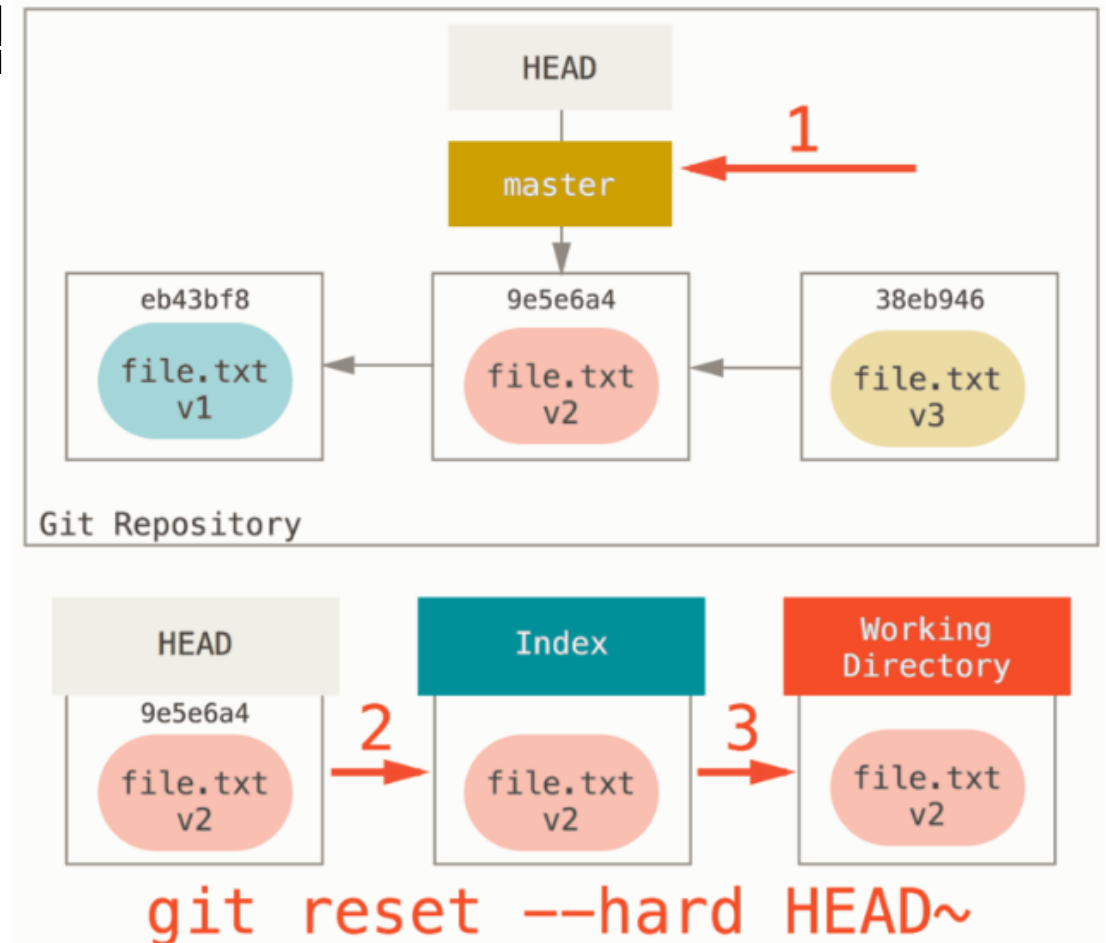 HEAD
1
master
eb43bf8
9e5e6a4
38eb946
file.txt
v1
file.txt
v2
file.txt
v3
Git Repository
HEAD
Index
Working
Directory
9e5e6a4
2
3
file.txt
v2
file.txt
v2
file.txt
v2
git reset --hard HEAD~